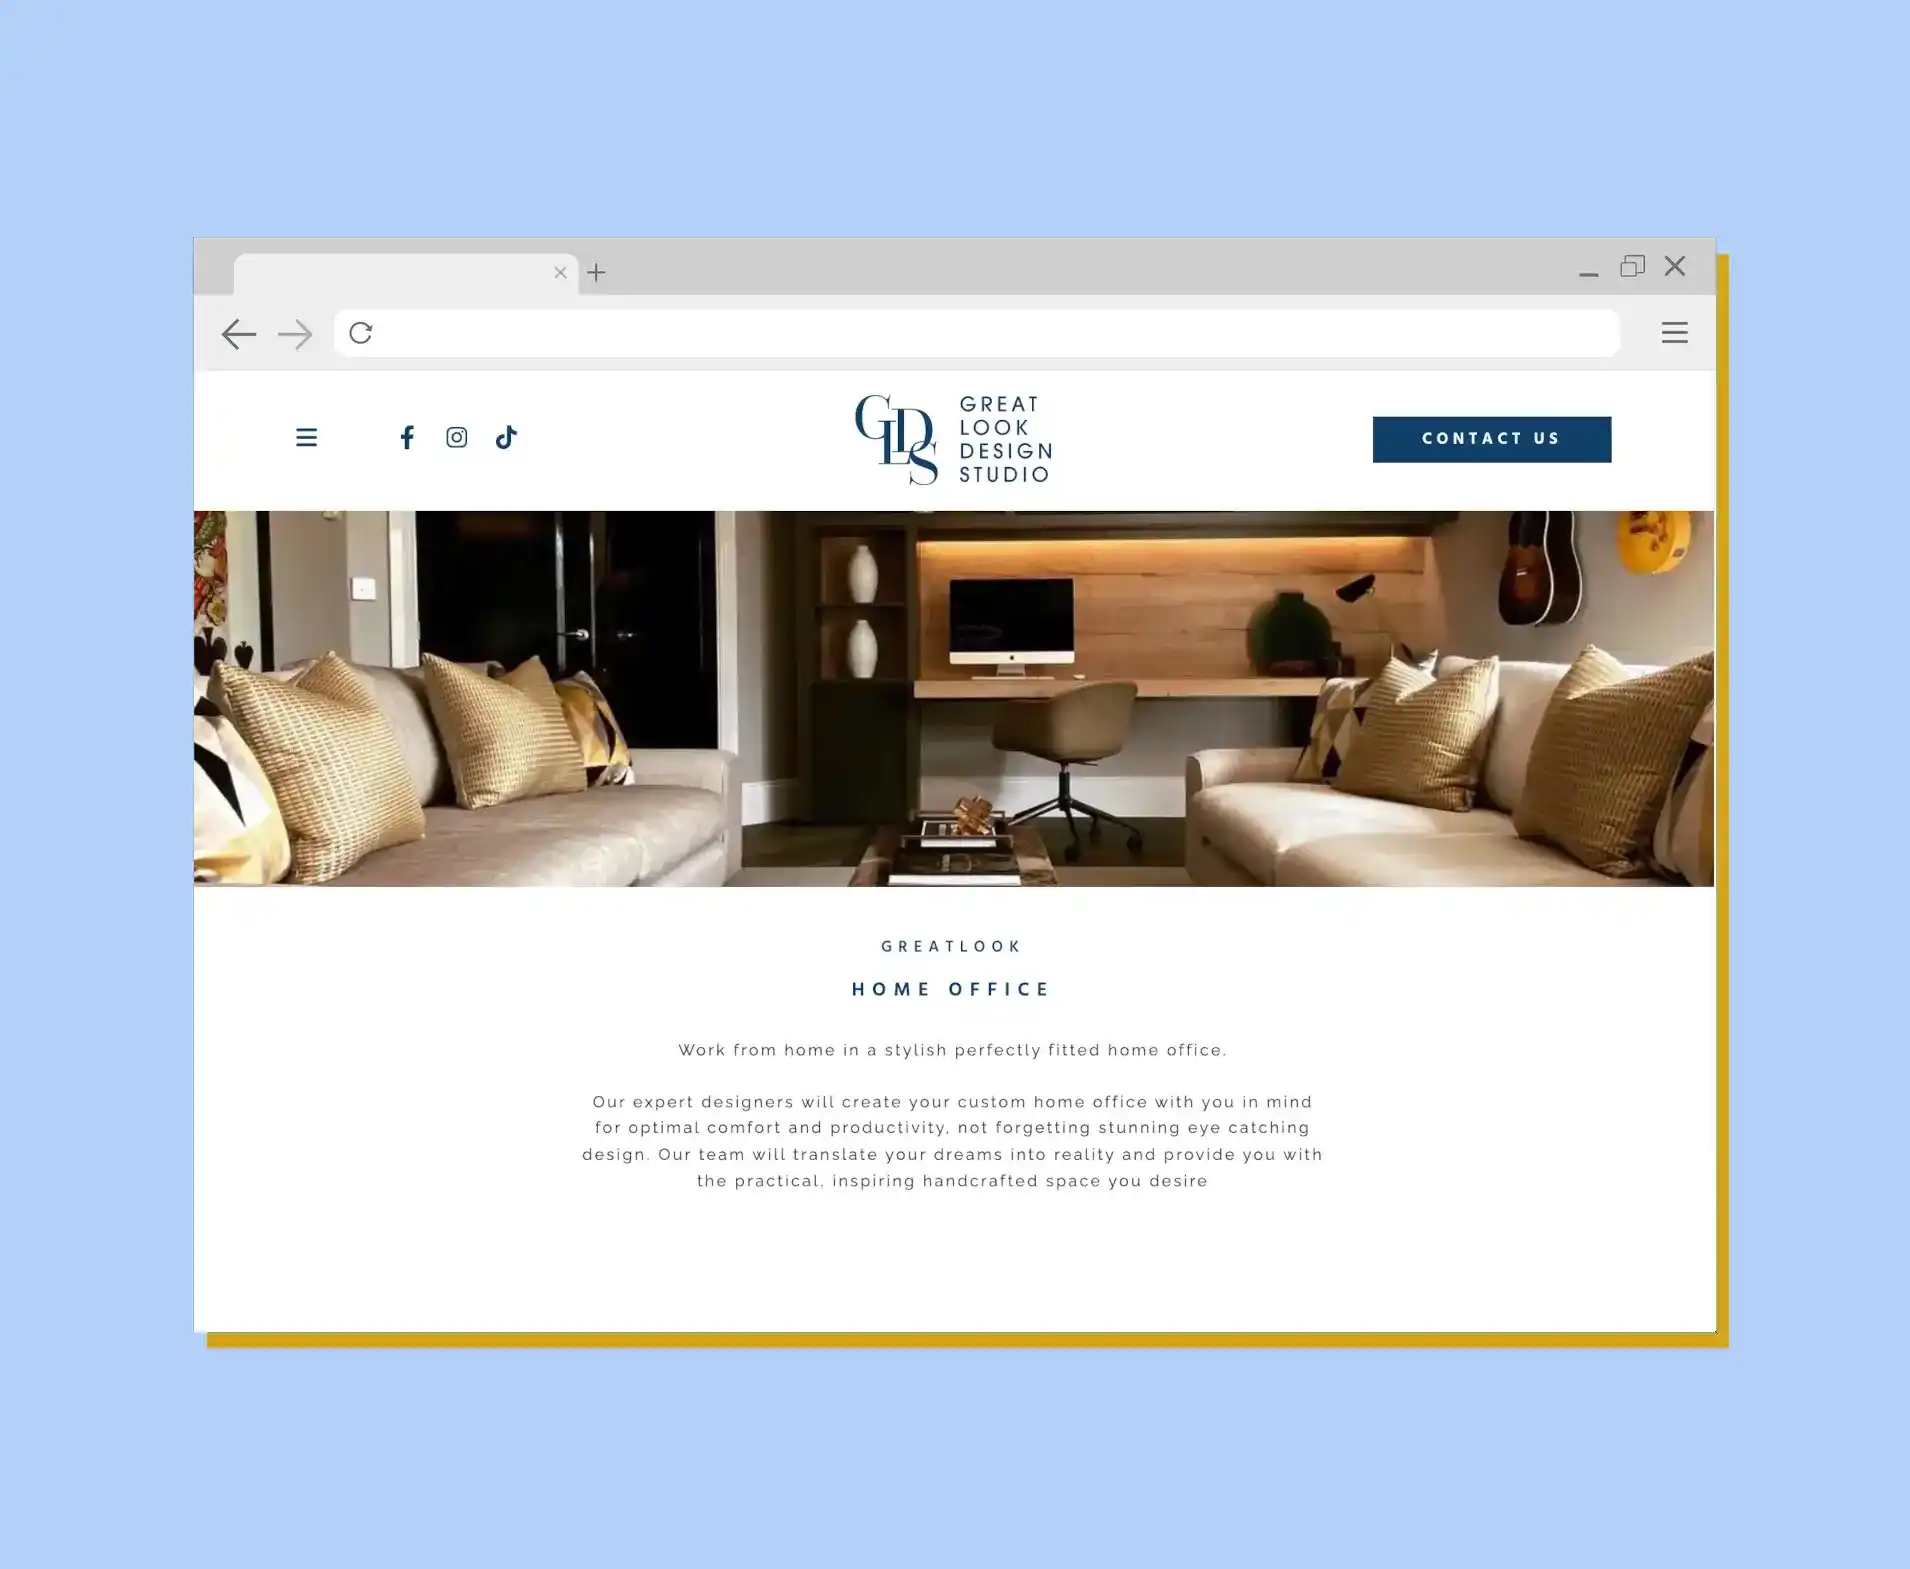 GDLS
GREAT
LOOK
DESIGN
STUDIO
CONTACT US
GREATLOOK
HOME OFFICE
Work from home in a stylish perfectly fitted home office.
Our expert designers will create your custom home office with you in mind
for optimal comfort and productivity, not forgetting stunning eye catching
design. Our team will translate your dreams into reality and provide you with
the practical, inspiring handcrafted space you desire